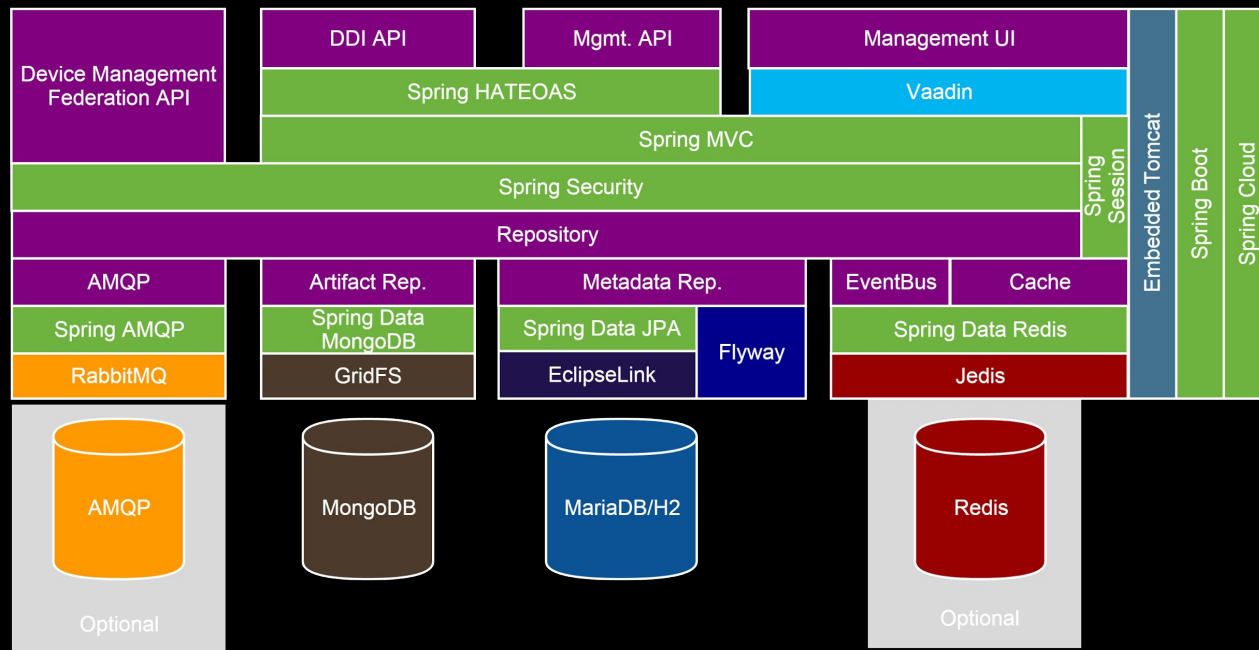 DDI API
Mgmt. API
Management UI
Device Management
Federation API
Spring HATEOAS
Vaadin
Spring MVC
Spring Security
Spring
Session
Repository
Embedded Tomcat
Spring Boot
Spring Cloud
AMQP
Artifact Rep.
Metadata Rep.
EventBus
Cache
Spring AMQP
Spring Data
MongoDB
Spring Data JPA
Flyway
Spring Data Redis
RabbitMQ
GridFS
EclipseLink
Jedis
AMQP
MongoDB
MariaDB/H2
Redis
Optional
Optional